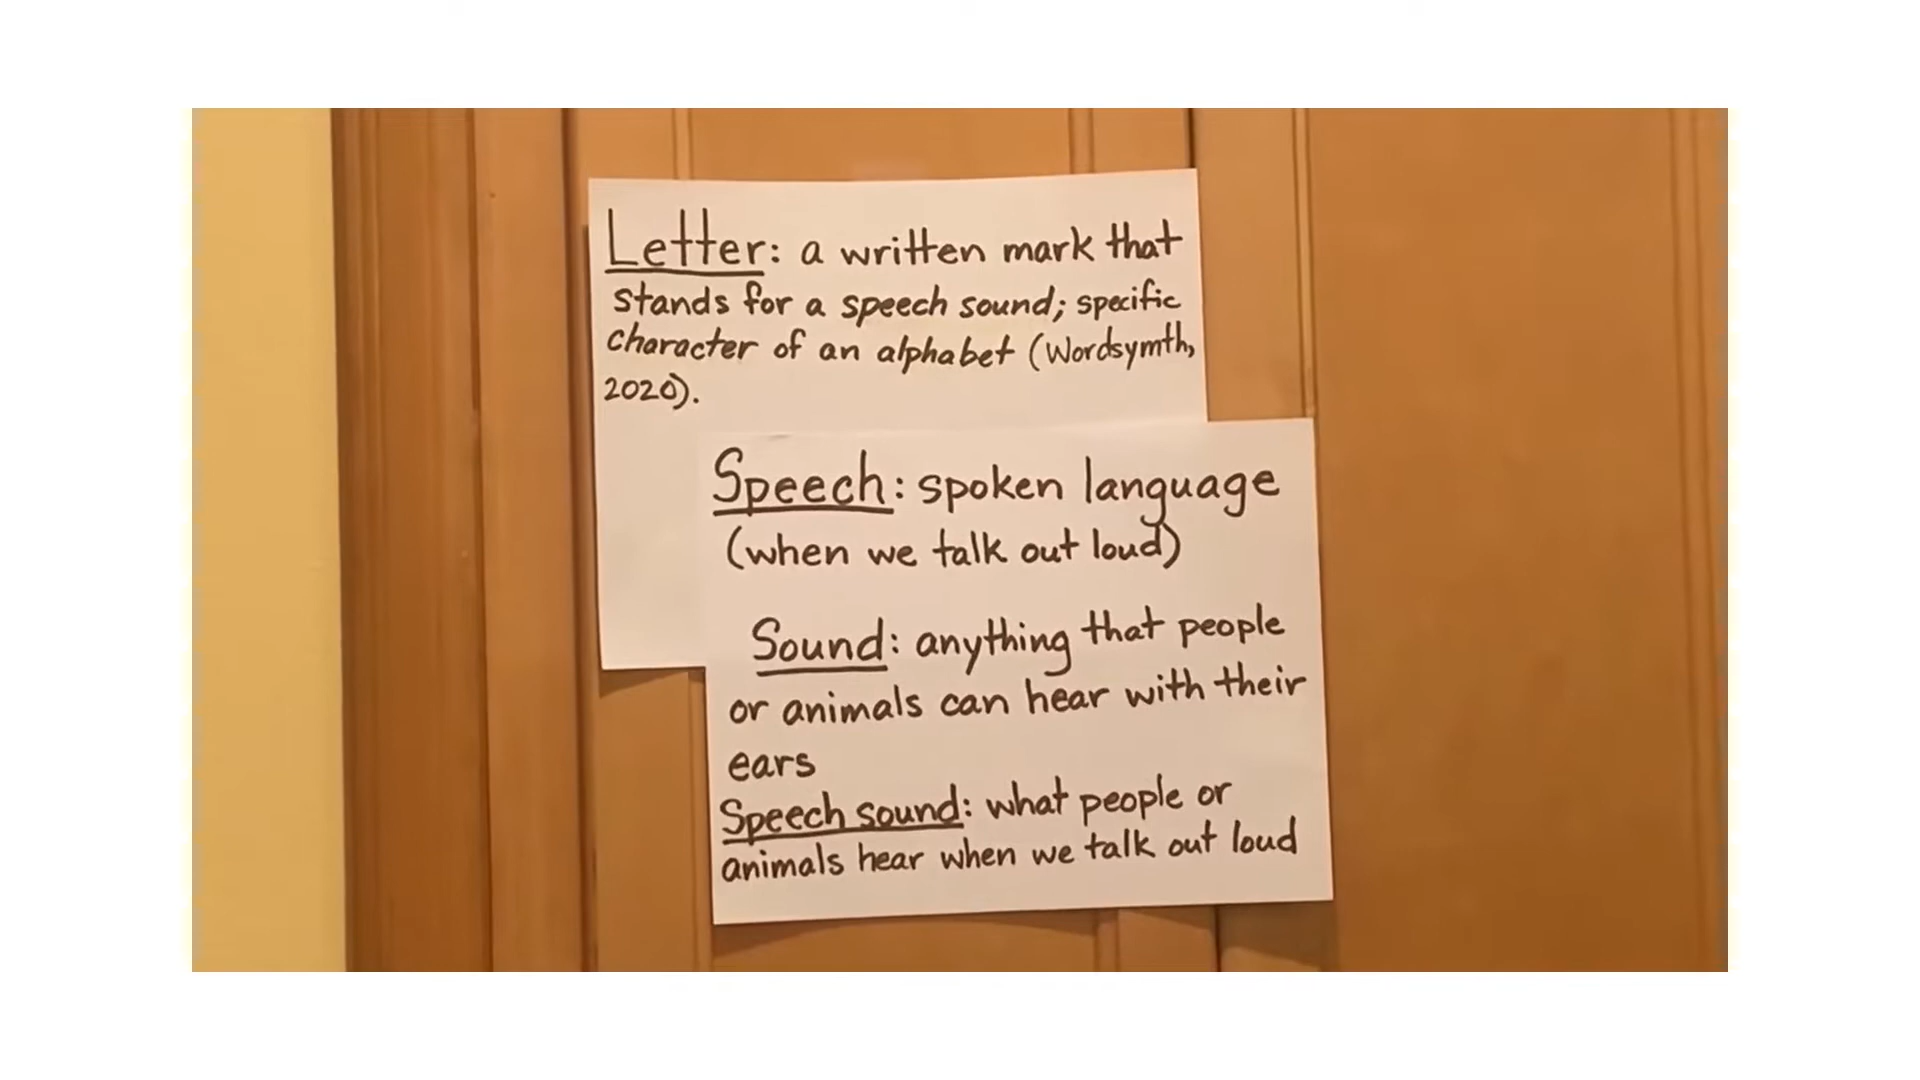 Letter: a written mark that
stands for a speech sound; specific
character of an alphabet (Wordsymth,
2020).
Speech: spoken language
(when we talk out loud)
Sound: anything that people
or animals can hear with their
ears
Speech sound: what people or
animals hear when we talk out loud